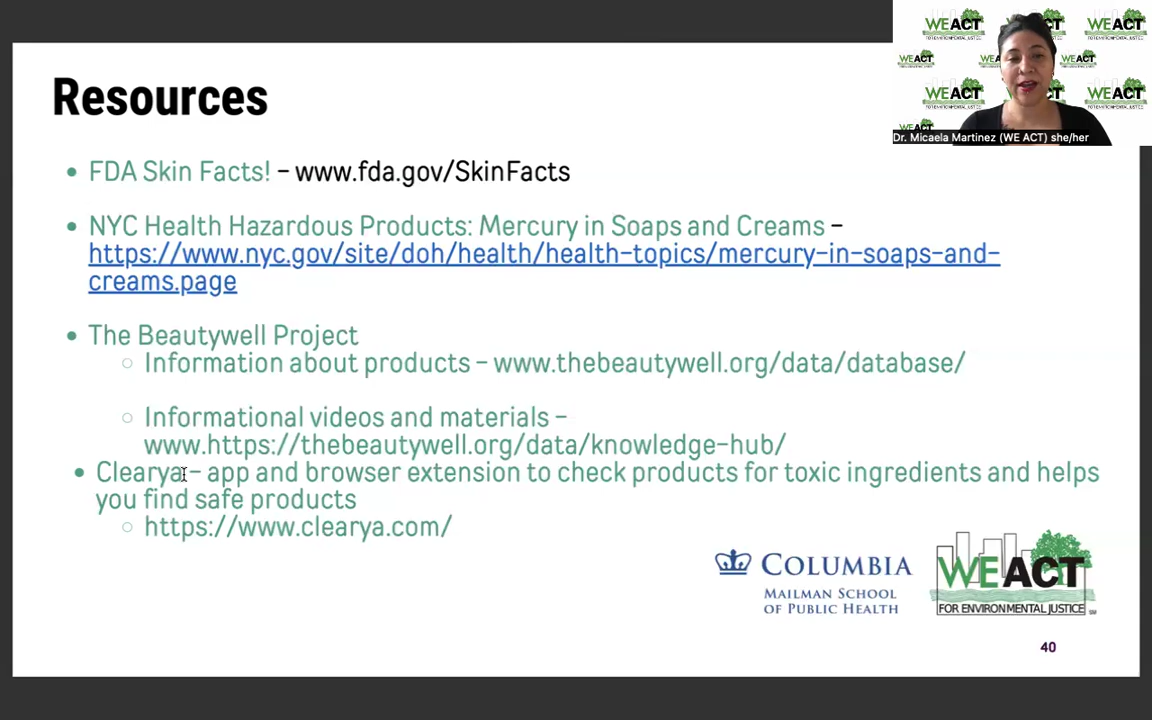 WE ACT
FOR ENVIRONMENTAL JUSTICE
Dr. Micaela Martinez (WE ACT) she/her
Resources
• FDA Skin Facts! – www.fda.gov/SkinFacts
• NYC Health Hazardous Products: Mercury in Soaps and Creams –
https://www.nyc.gov/site/doh/health/health-topics/mercury-in-soaps-and-
creams.page
• The Beautywell Project
○ Information about products – www.thebeautywell.org/data/database/
○ Informational videos and materials –
www.https://thebeautywell.org/data/knowledge-hub/
• Clearya – app and browser extension to check products for toxic ingredients and helps
you find safe products
○ https://www.clearya.com/
COLUMBIA
MAILMAN SCHOOL
OF PUBLIC HEALTH
WE ACT
FOR ENVIRONMENTAL JUSTICE
40